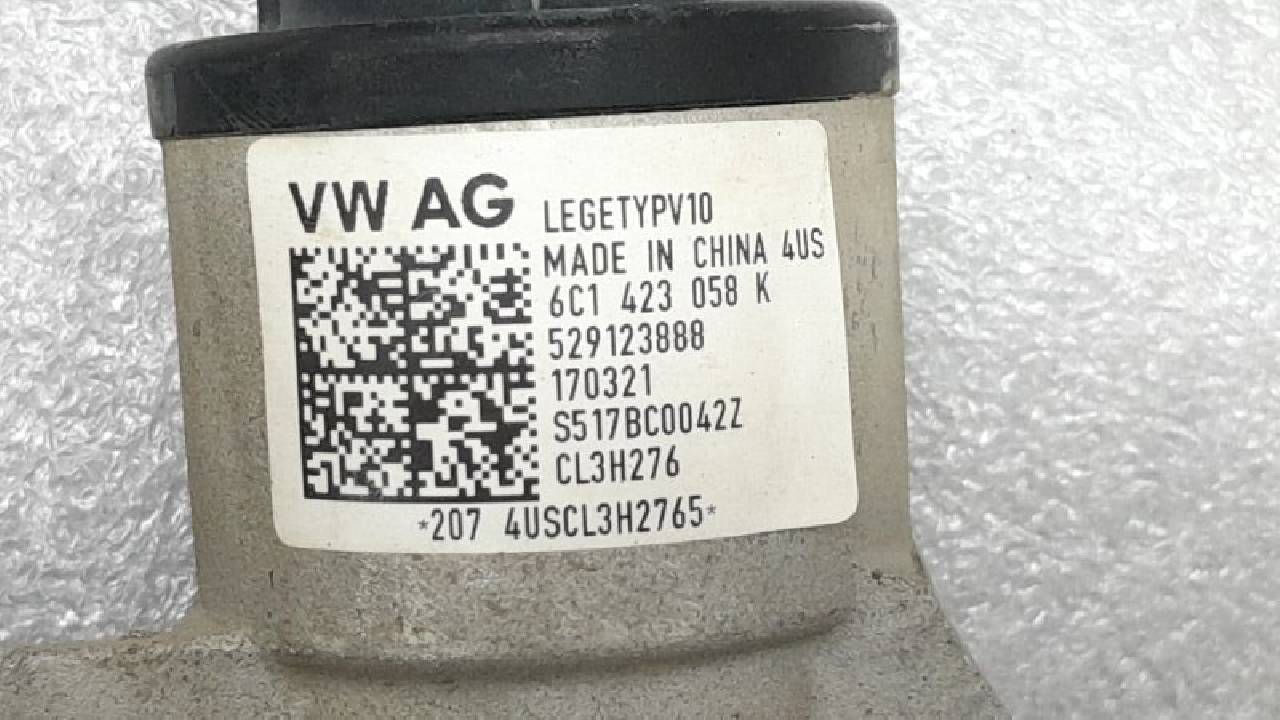 VW AG
LEGETYPV10
MADE IN CHINA 4US
6C1 423 058 K
529123888
170321
S517BC0042Z
CL3H276
*207 4USCL3H2765*